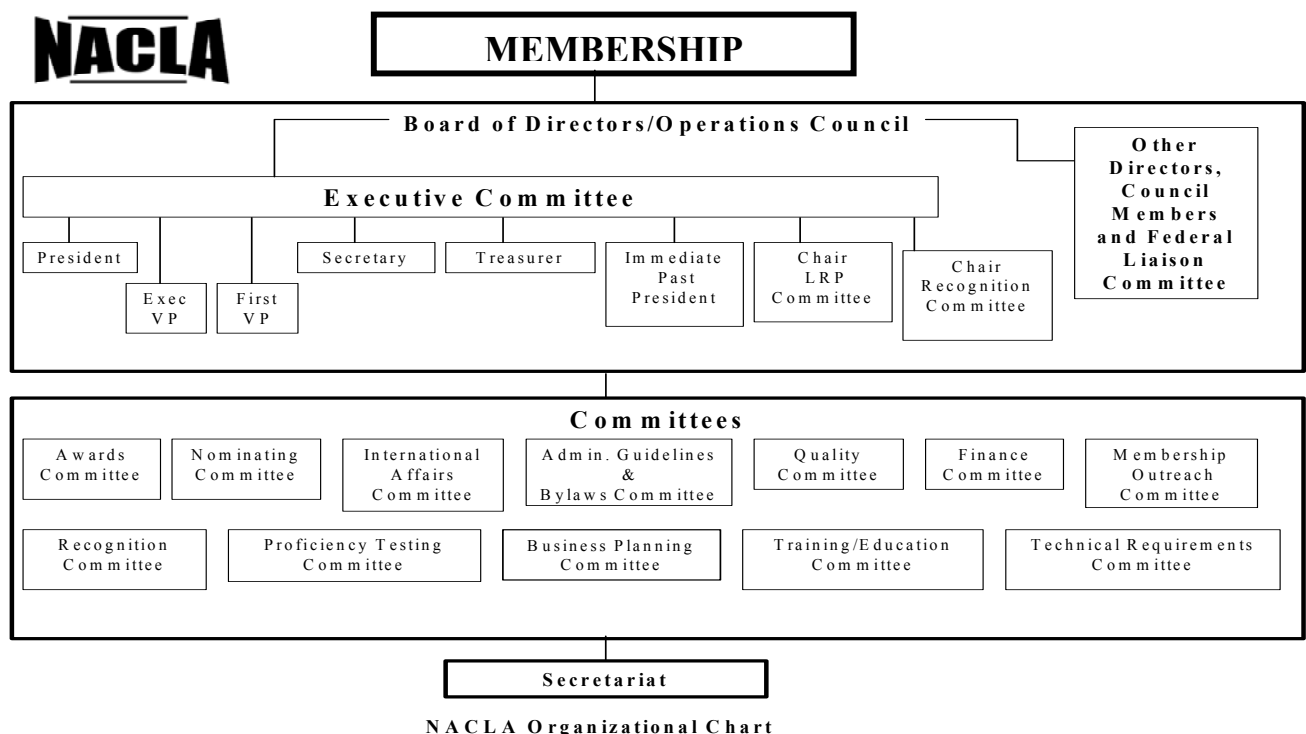 NACLA
MEMBERSHIP
Board of Directors/Operations Council
Other
Directors,
Council
Members
and Federal
Liaison
Committee
Executive Committee
President
Exec
VP
First
VP
Secretary
Treasurer
Immediate
Past
President
Chair
LRP
Committee
Chair
Recognition
Committee
Committees
Awards
Committee
Nominating
Committee
International
Affairs
Committee
Admin. Guidelines
&
Bylaws Committee
Quality
Committee
Finance
Committee
Membership
Outreach
Committee
Recognition
Committee
Proficiency Testing
Committee
Business Planning
Committee
Training/Education
Committee
Technical Requirements
Committee
Secretariat
NACLA Organizational Chart